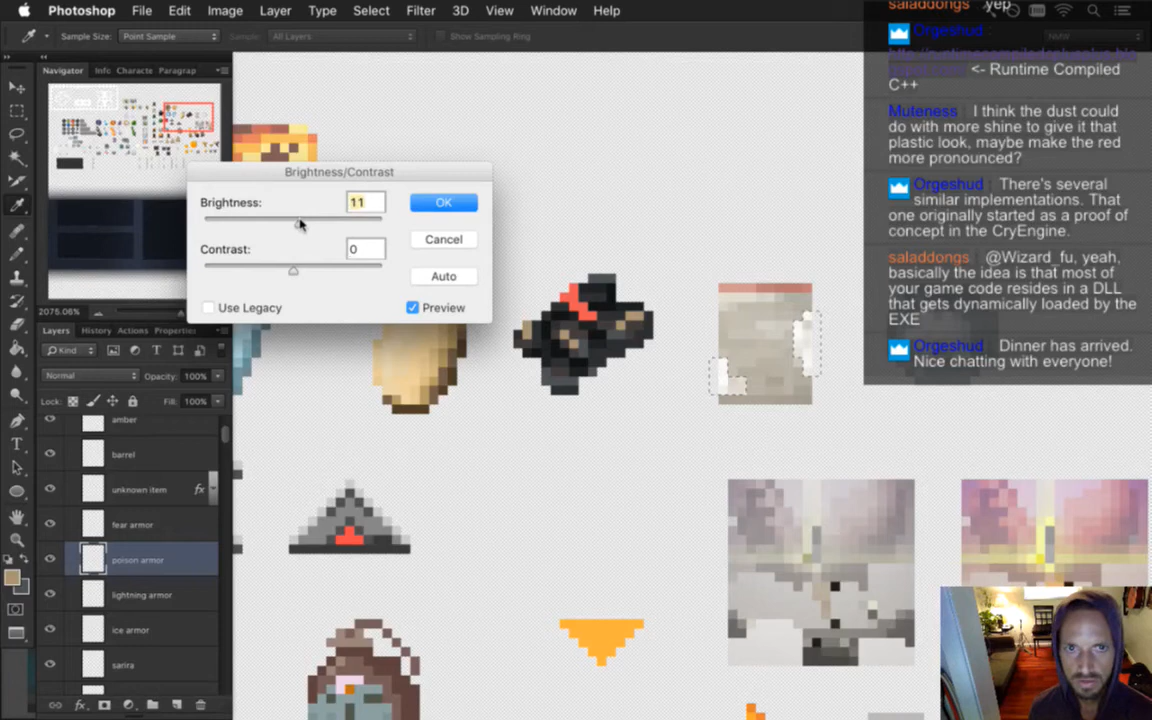 Photoshop File Edit Image Layer Type Select Filter 3D View Window Help
Sample Size: Point Sample Sample: All Layers Show Sampling Ring
saladdongs yep
Orgeshud :
<- Runtime Compiled
C++
Muteness : I think the dust could
do with more shine to give it that
plastic look, maybe make the red
more pronounced?
Orgeshud : There's several
similar implementations. That
one originally started as a proof of
concept in the CryEngine.
saladdongs : @Wizard_fu, yeah,
basically the idea is that most of
your game code resides in a DLL
that gets dynamically loaded by the
EXE
Orgeshud : Dinner has arrived.
Nice chatting with everyone!
Navigator Info Characte Paragrap
Brightness/Contrast
Brightness: 11 OK
Cancel
Contrast: 0
Auto
Use Legacy Preview
2075.06%
Layers History Actions Properties
Kind
Normal Opacity: 100%
Lock: Fill: 100%
amber
barrel
unknown item fx
fear armor
poison armor
lightning armor
ice armor
sarira
fx